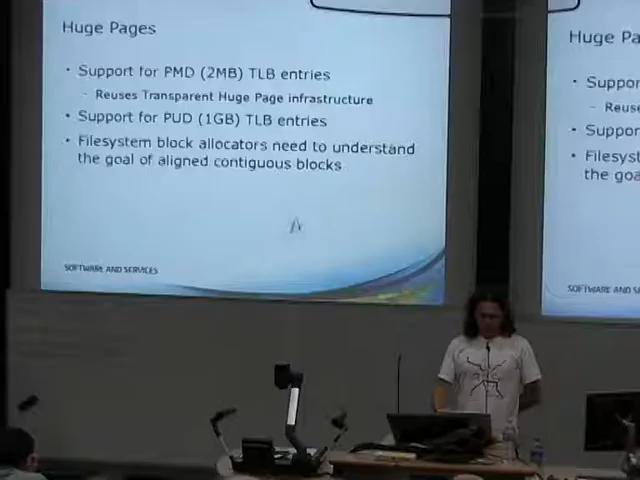 Huge Pages
· Support for PMD (2MB) TLB entries
- Reuses Transparent Huge Page infrastructure
· Support for PUD (1GB) TLB entries
· Filesystem block allocators need to understand
the goal of aligned contiguous blocks
SOFTWARE AND SERVICES
Huge Pa
· Suppor
- Reuse
· Suppor
· Filesyst
the goa
SOFTWARE AND SERVICES